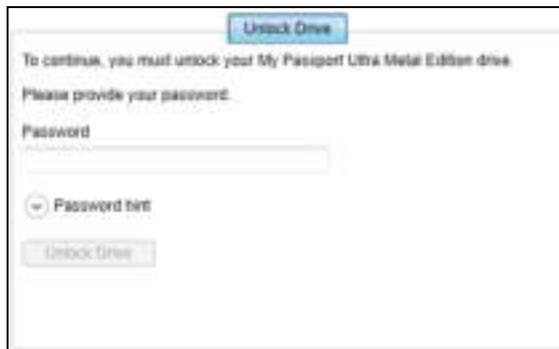 Unlock Drive
To continue, you must unlock your My Passport Ultra Metal Edition drive.
Please provide your password.
Password
Password hint
Unlock Drive